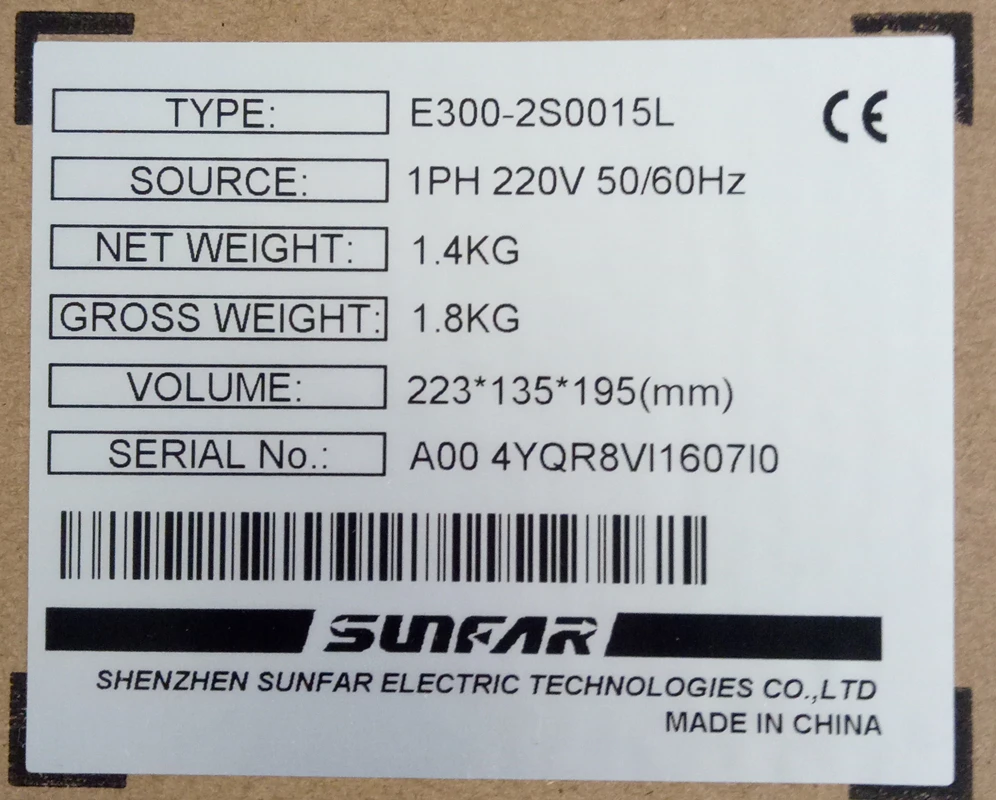 TYPE: E300-2S0015L CE
SOURCE: 1PH 220V 50/60Hz
NET WEIGHT: 1.4KG
GROSS WEIGHT: 1.8KG
VOLUME: 223*135*195(mm)
SERIAL No.: A00 4YQR8VI1607I0
SUNFAR
SHENZHEN SUNFAR ELECTRIC TECHNOLOGIES CO.,LTD
MADE IN CHINA